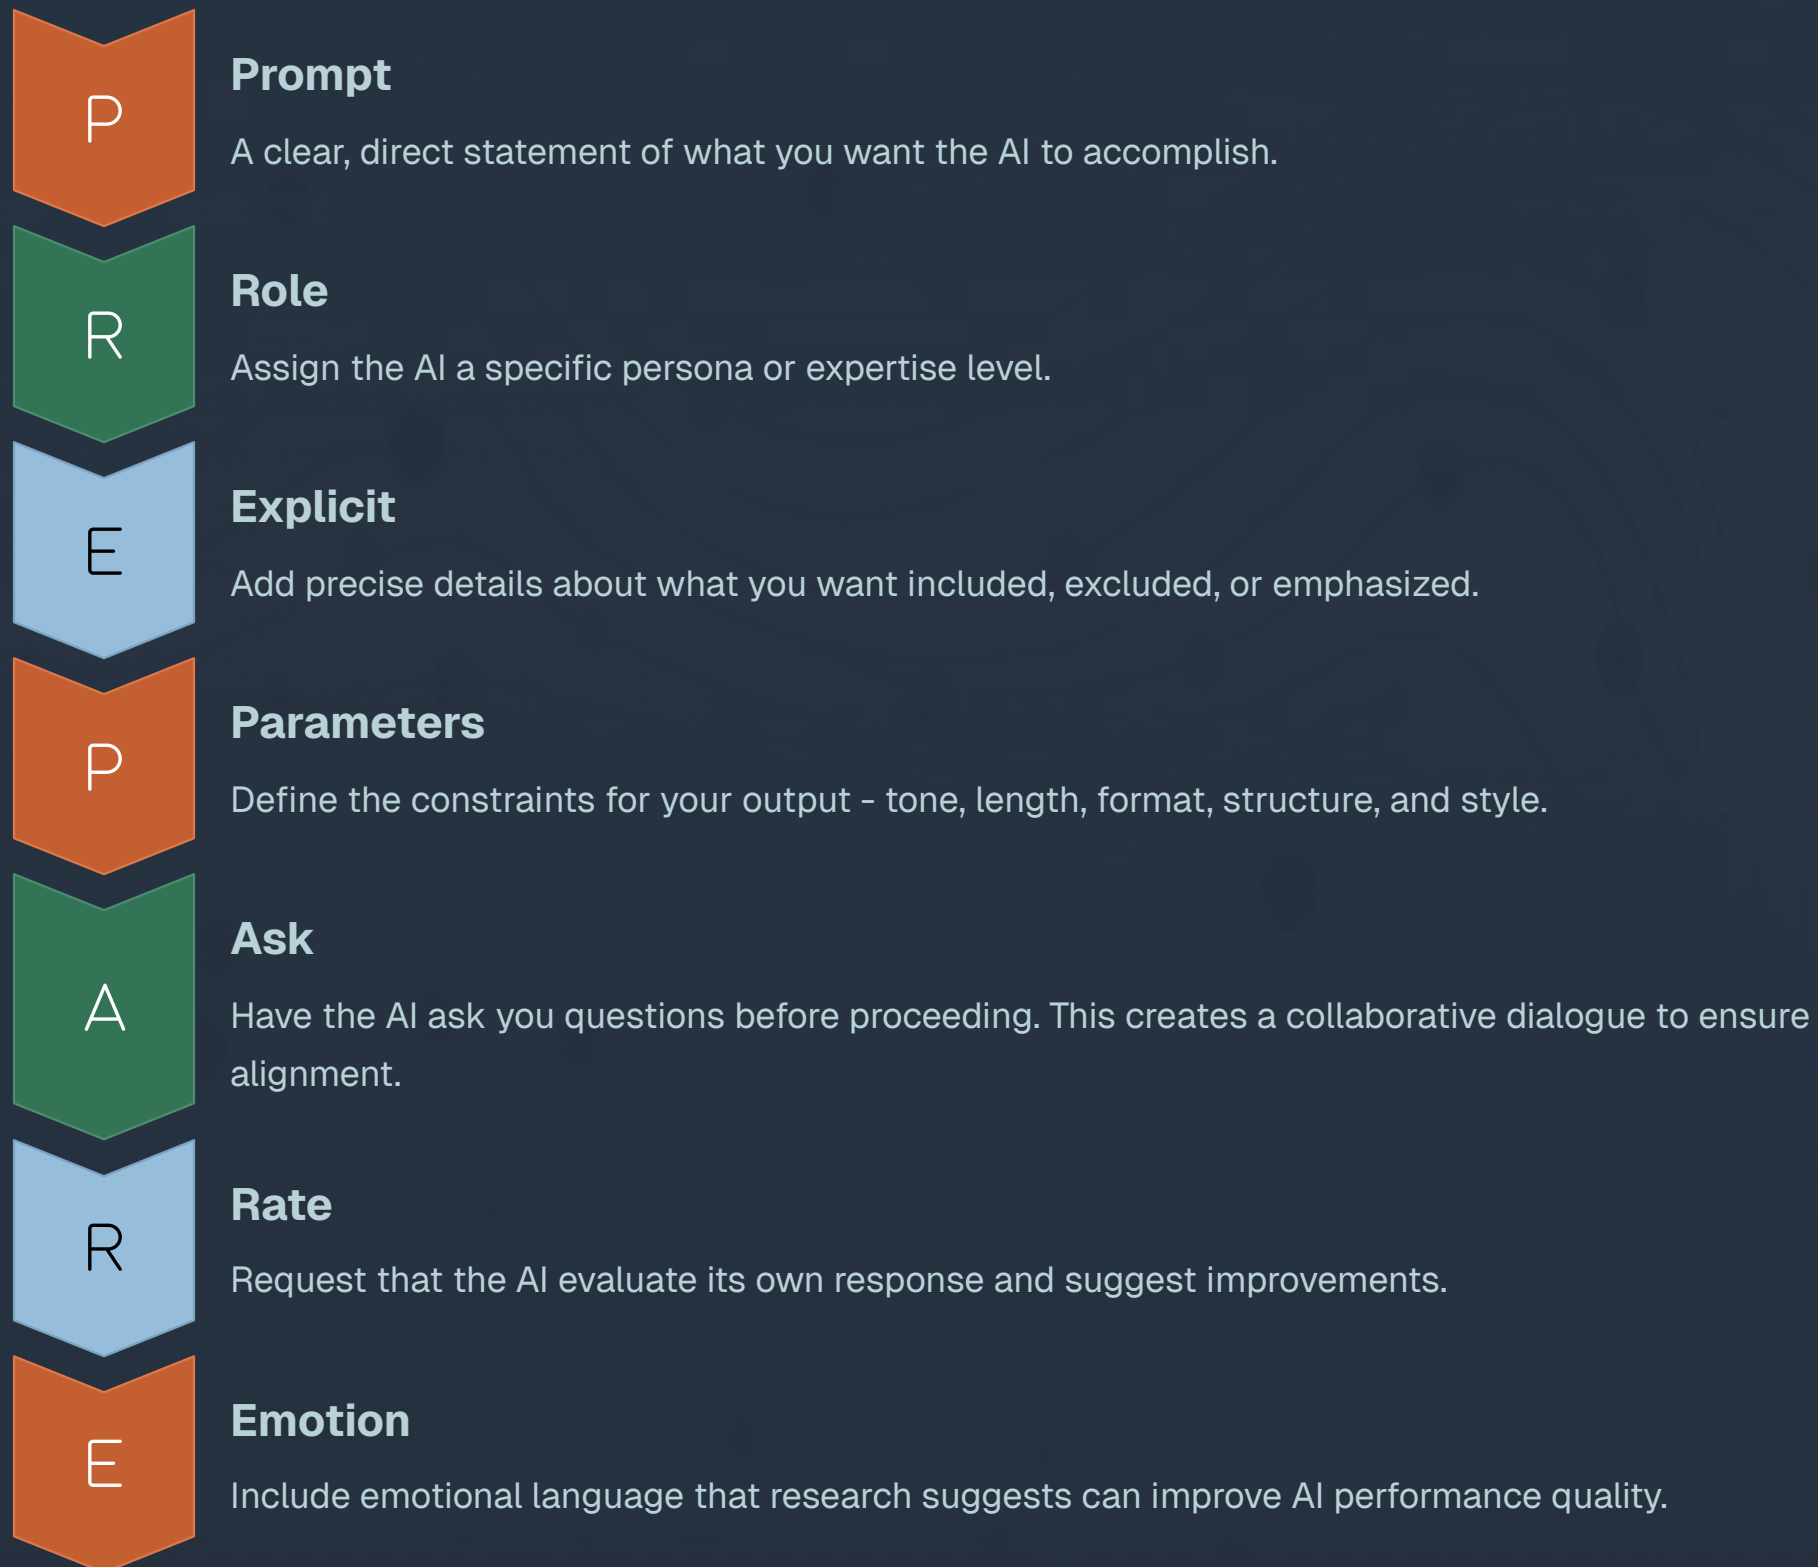 P
Prompt
A clear, direct statement of what you want the AI to accomplish.
R
Role
Assign the AI a specific persona or expertise level.
E
Explicit
Add precise details about what you want included, excluded, or emphasized.
P
Parameters
Define the constraints for your output - tone, length, format, structure, and style.
A
Ask
Have the AI ask you questions before proceeding. This creates a collaborative dialogue to ensure
alignment.
R
Rate
Request that the AI evaluate its own response and suggest improvements.
E
Emotion
Include emotional language that research suggests can improve AI performance quality.